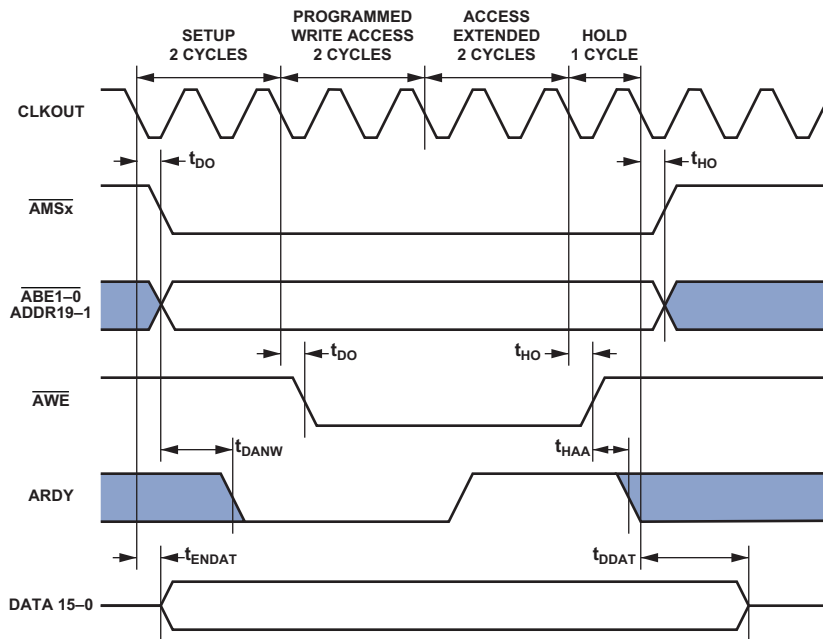 SETUP
2 CYCLES
PROGRAMMED
WRITE ACCESS
2 CYCLES
ACCESS
EXTENDED
2 CYCLES
HOLD
1 CYCLE
CLKOUT
tDO
tHO
AMSx
ABE1–0
ADDR19–1
tDO
tHO
AWE
tDANW
tHAA
ARDY
tENDAT
tDDAT
DATA 15–0